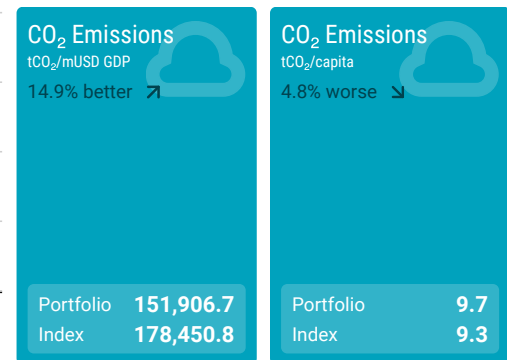 CO₂ Emissions
tCO₂/mUSD GDP
14.9% better
Portfolio 151,906.7
Index 178,450.8
CO₂ Emissions
tCO₂/capita
4.8% worse
Portfolio 9.7
Index 9.3